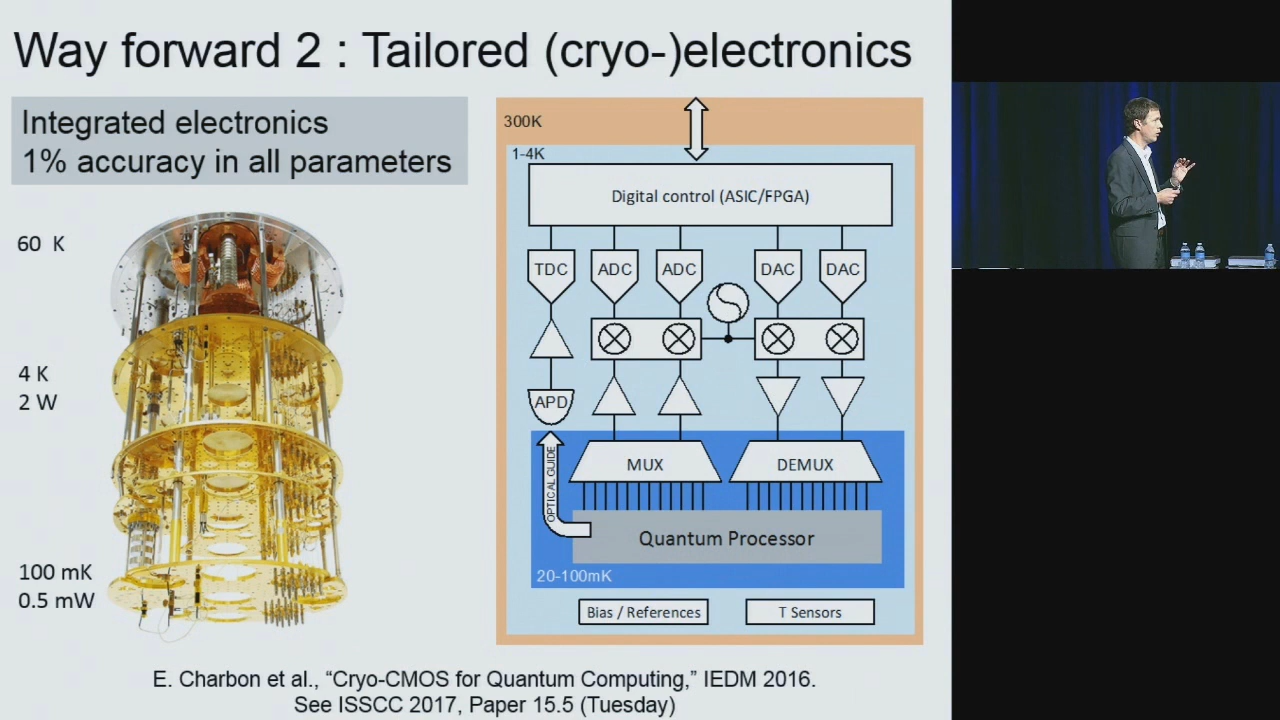 Way forward 2 : Tailored (cryo-)electronics
Integrated electronics
1% accuracy in all parameters
60 K
4 K
2 W
100 mK
0.5 mW
300K
1-4K
Digital control (ASIC/FPGA)
TDC ADC ADC DAC DAC
APD
OPTICAL GUIDE
MUX DEMUX
Quantum Processor
20-100mK
Bias / References T Sensors
E. Charbon et al., “Cryo-CMOS for Quantum Computing,” IEDM 2016.
See ISSCC 2017, Paper 15.5 (Tuesday)